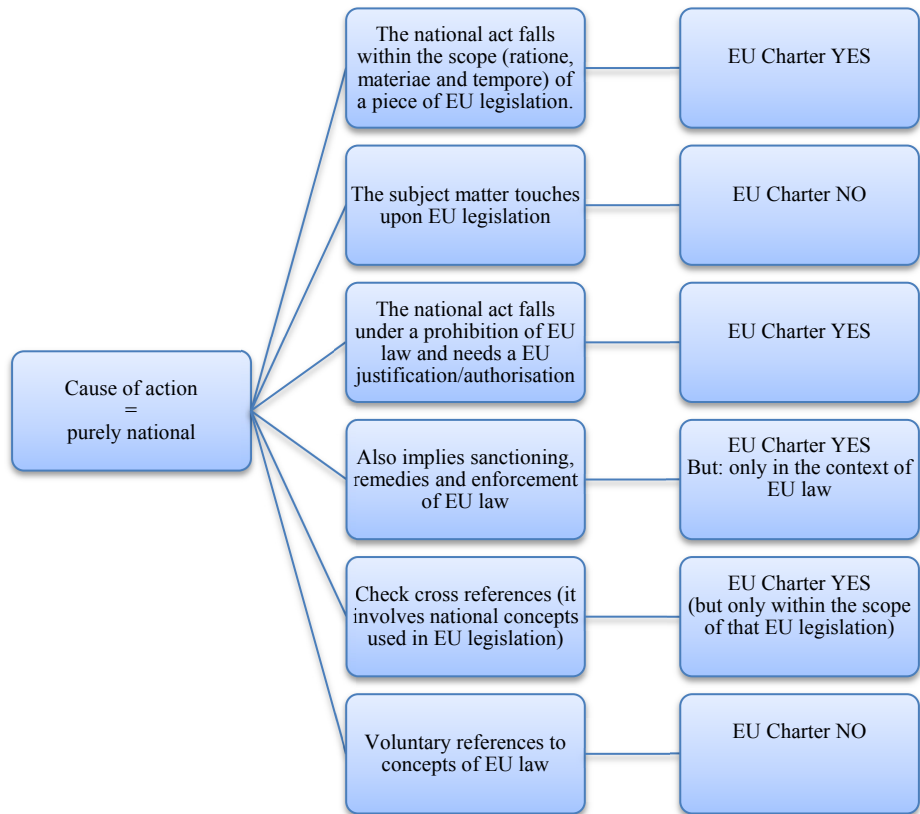 The national act falls
within the scope (ratione,
materiae and tempore) of
a piece of EU legislation.
EU Charter YES
The subject matter touches
upon EU legislation
EU Charter NO
The national act falls
under a prohibition of EU
law and needs a EU
justification/authorisation
EU Charter YES
Cause of action
=
purely national
Also implies sanctioning,
remedies and enforcement
of EU law
EU Charter YES
But: only in the context of
EU law
Check cross references (it
involves national concepts
used in EU legislation)
EU Charter YES
(but only within the scope
of that EU legislation)
Voluntary references to
concepts of EU law
EU Charter NO